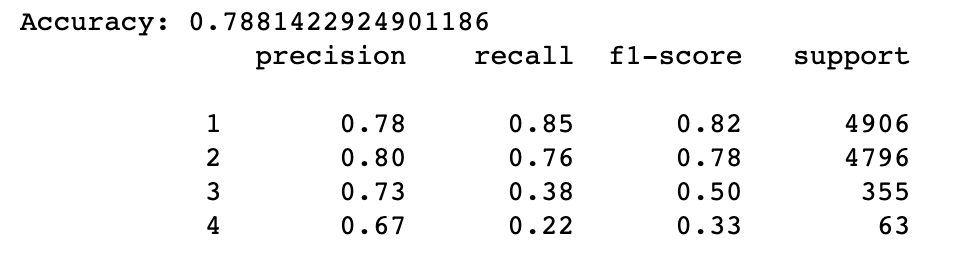 Accuracy: 0.7881422924901186
precision recall f1-score support
1 0.78 0.85 0.82 4906
2 0.80 0.76 0.78 4796
3 0.73 0.38 0.50 355
4 0.67 0.22 0.33 63